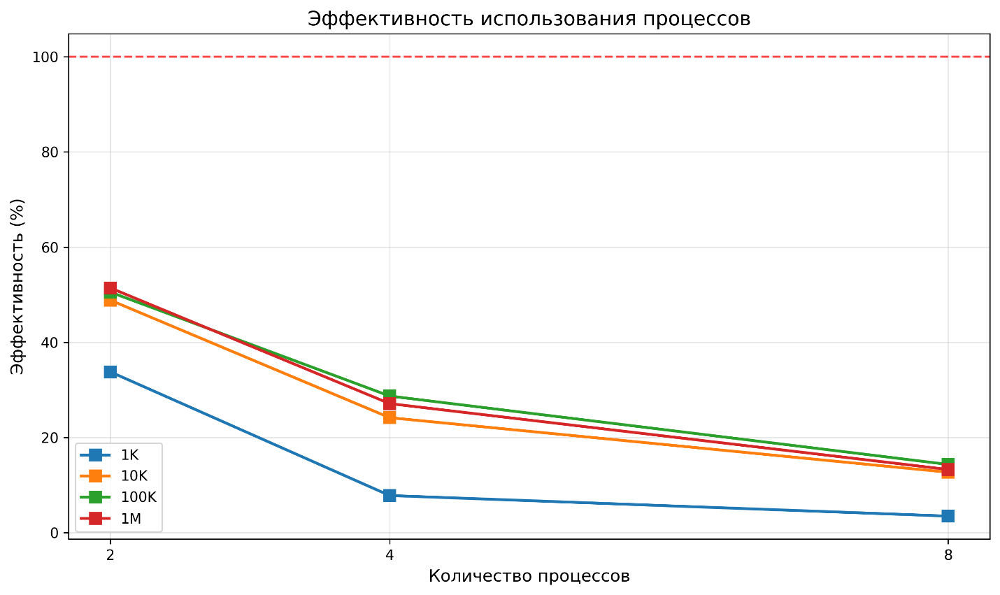 Эффективность использования процессов
Эффективность (%)
100
80
60
40
20
0
1K
10K
100K
1M
2
4
8
Количество процессов